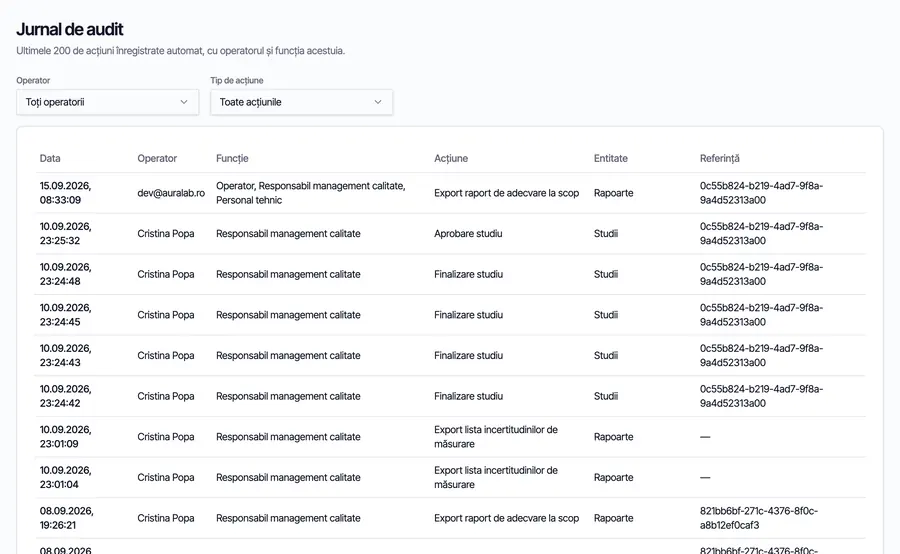 Jurnal de audit
Ultimele 200 de acțiuni înregistrate automat, cu operatorul și funcția acestuia.
Operator Tip de acțiune
Toți operatorii Toate acțiunile
Data Operator Funcție Acțiune Entitate Referință
15.09.2026, 08:33:09 dev@auralab.ro Operator, Responsabil management calitate, Personal tehnic Export raport de adecvare la scop Rapoarte 0c55b824-b219-4ad7-9f8a-9a4d52313a00
10.09.2026, 23:25:32 Cristina Popa Responsabil management calitate Aprobare studiu Studii 0c55b824-b219-4ad7-9f8a-9a4d52313a00
10.09.2026, 23:24:48 Cristina Popa Responsabil management calitate Finalizare studiu Studii 0c55b824-b219-4ad7-9f8a-9a4d52313a00
10.09.2026, 23:24:45 Cristina Popa Responsabil management calitate Finalizare studiu Studii 0c55b824-b219-4ad7-9f8a-9a4d52313a00
10.09.2026, 23:24:43 Cristina Popa Responsabil management calitate Finalizare studiu Studii 0c55b824-b219-4ad7-9f8a-9a4d52313a00
10.09.2026, 23:24:42 Cristina Popa Responsabil management calitate Finalizare studiu Studii 0c55b824-b219-4ad7-9f8a-9a4d52313a00
10.09.2026, 23:01:09 Cristina Popa Responsabil management calitate Export lista incertitudinilor de măsurare Rapoarte —
10.09.2026, 23:01:04 Cristina Popa Responsabil management calitate Export lista incertitudinilor de măsurare Rapoarte —
08.09.2026, 19:26:21 Cristina Popa Responsabil management calitate Export raport de adecvare la scop Rapoarte 821bb6bf-271c-4376-8f0c-a8b12ef0caf3
08.09.2026, 821bb6bf-271c-4376-8f0c-